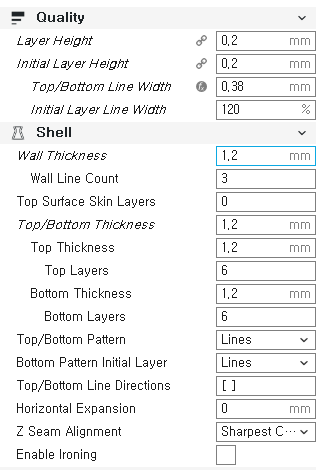 Quality
Layer Height 0,2 mm
Initial Layer Height 0,2 mm
Top/Bottom Line Width 0,38 mm
Initial Layer Line Width 120 %
Shell
Wall Thickness 1,2 mm
Wall Line Count 3
Top Surface Skin Layers 0
Top/Bottom Thickness 1,2 mm
Top Thickness 1,2 mm
Top Layers 6
Bottom Thickness 1,2 mm
Bottom Layers 6
Top/Bottom Pattern Lines
Bottom Pattern Initial Layer Lines
Top/Bottom Line Directions [ ]
Horizontal Expansion 0 mm
Z Seam Alignment Sharpest C⋯
Enable Ironing